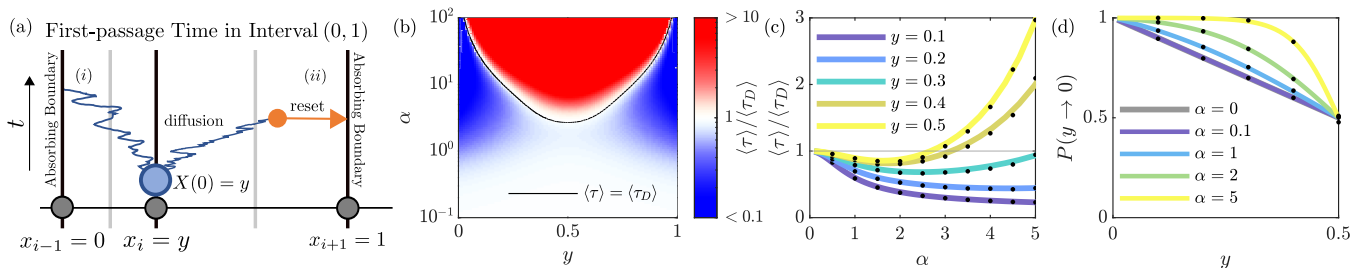 (a)
First-passage Time in Interval (0, 1)
t
Absorbing Boundary
(i)
(ii)
Absorbing Boundary
reset
diffusion
X(0) = y
x_{i−1} = 0
x_i = y
x_{i+1} = 1
(b)
α
10^2
10^1
10^0
10^{−1}
⟨τ⟩ = ⟨τ_D⟩
0
0.5
1
y
> 10
1
< 0.1
⟨τ⟩/⟨τ_D⟩
(c)
⟨τ⟩/⟨τ_D⟩
3
2
1
0
y = 0.1
y = 0.2
y = 0.3
y = 0.4
y = 0.5
0 1 2 3 4 5
α
(d)
P(y → 0)
1
0.5
0
α = 0
α = 0.1
α = 1
α = 2
α = 5
0
0.5
y